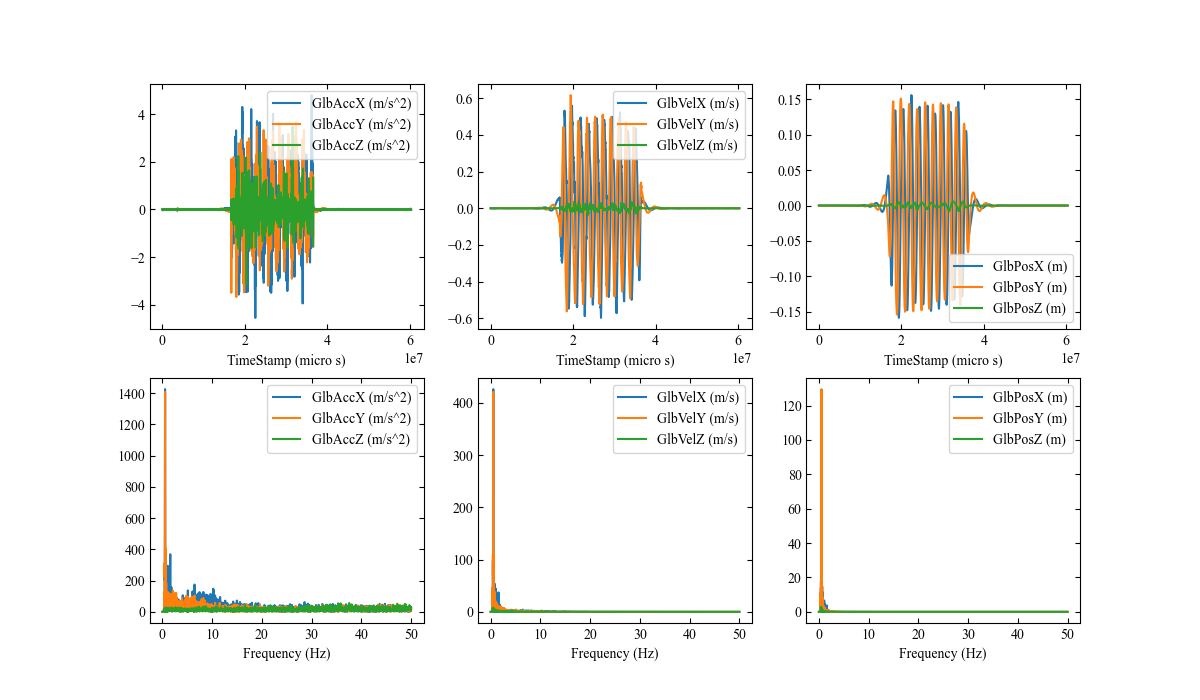 GlbAccX (m/s^2)
GlbAccY (m/s^2)
GlbAccZ (m/s^2)
4
2
0
−2
−4
0 2 4 6
1e7
TimeStamp (micro s)
GlbVelX (m/s)
GlbVelY (m/s)
GlbVelZ (m/s)
0.6
0.4
0.2
0.0
−0.2
−0.4
−0.6
0 2 4 6
1e7
TimeStamp (micro s)
0.15
0.10
0.05
0.00
−0.05
−0.10
−0.15
GlbPosX (m)
GlbPosY (m)
GlbPosZ (m)
0 2 4 6
1e7
TimeStamp (micro s)
GlbAccX (m/s^2)
GlbAccY (m/s^2)
GlbAccZ (m/s^2)
1400
1200
1000
800
600
400
200
0
0 10 20 30 40 50
Frequency (Hz)
GlbVelX (m/s)
GlbVelY (m/s)
GlbVelZ (m/s)
400
300
200
100
0
0 10 20 30 40 50
Frequency (Hz)
GlbPosX (m)
GlbPosY (m)
GlbPosZ (m)
120
100
80
60
40
20
0
0 10 20 30 40 50
Frequency (Hz)